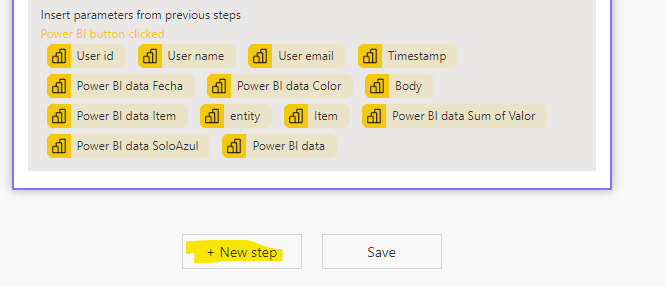 Insert parameters from previous steps
Power BI button clicked
User id User name User email Timestamp
Power BI data Fecha Power BI data Color Body
Power BI data Item entity Item Power BI data Sum of Valor
Power BI data SoloAzul Power BI data
+ New step Save